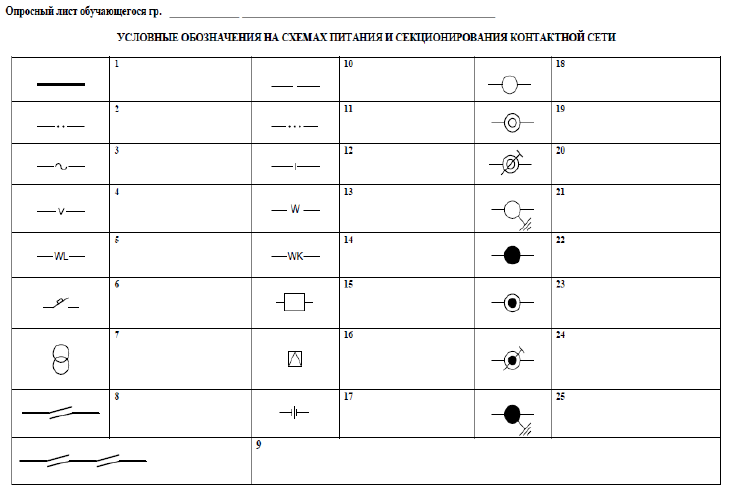 Опросный лист обучающегося гр. ____________ ____________________________________________
УСЛОВНЫЕ ОБОЗНАЧЕНИЯ НА СХЕМАХ ПИТАНИЯ И СЕКЦИОНИРОВАНИЯ КОНТАКТНОЙ СЕТИ
1 10 18
2 11 19
3 12 20
V 4 W 13 21
WL 5 WK 14 22
6 15 23
7 16 24
8 17 25
9